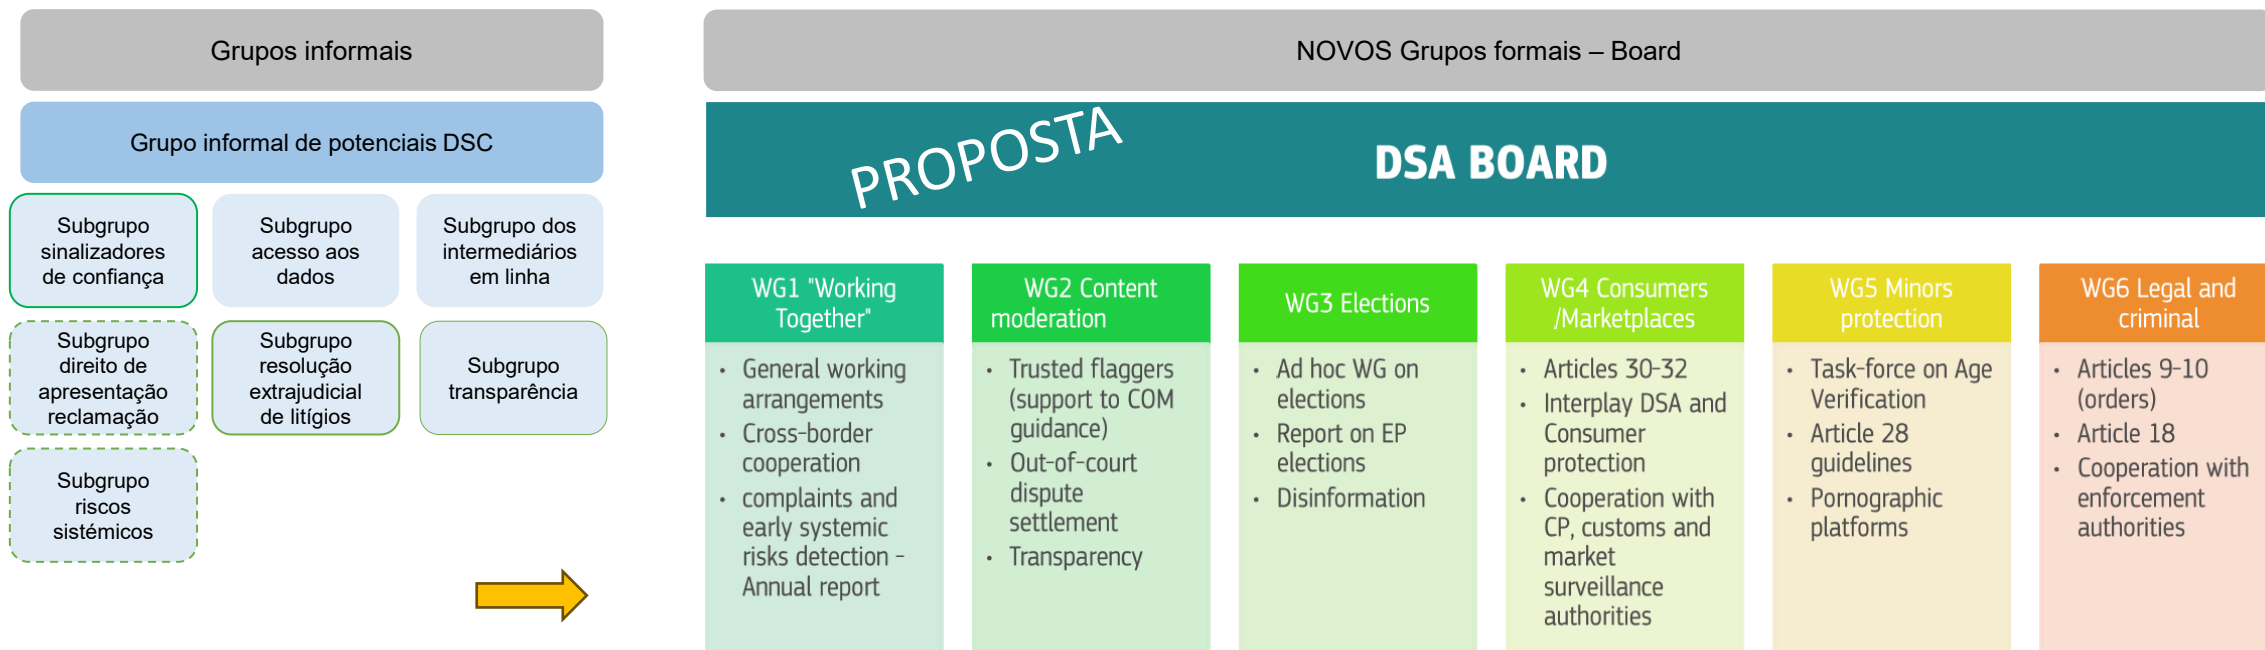 Grupos informais
Grupo informal de potenciais DSC
Subgrupo
sinalizadores
de confiança
Subgrupo
acesso aos
dados
Subgrupo dos
intermediários
em linha
Subgrupo
direito de
apresentação
reclamação
Subgrupo
resolução
extrajudicial
de litígios
Subgrupo
transparência
Subgrupo
riscos
sistémicos
NOVOS Grupos formais – Board
PROPOSTA
DSA BOARD
WG1 "Working
Together"
• General working
arrangements
• Cross-border
cooperation
• complaints and
early systemic
risks detection -
Annual report
WG2 Content
moderation
• Trusted flaggers
(support to COM
guidance)
• Out-of-court
dispute
settlement
• Transparency
WG3 Elections
• Ad hoc WG on
elections
• Report on EP
elections
• Disinformation
WG4 Consumers
/Marketplaces
• Articles 30-32
• Interplay DSA and
Consumer
protection
• Cooperation with
CP, customs and
market
surveillance
authorities
WG5 Minors
protection
• Task-force on Age
Verification
• Article 28
guidelines
• Pornographic
platforms
WG6 Legal and
criminal
• Articles 9-10
(orders)
• Article 18
• Cooperation with
enforcement
authorities